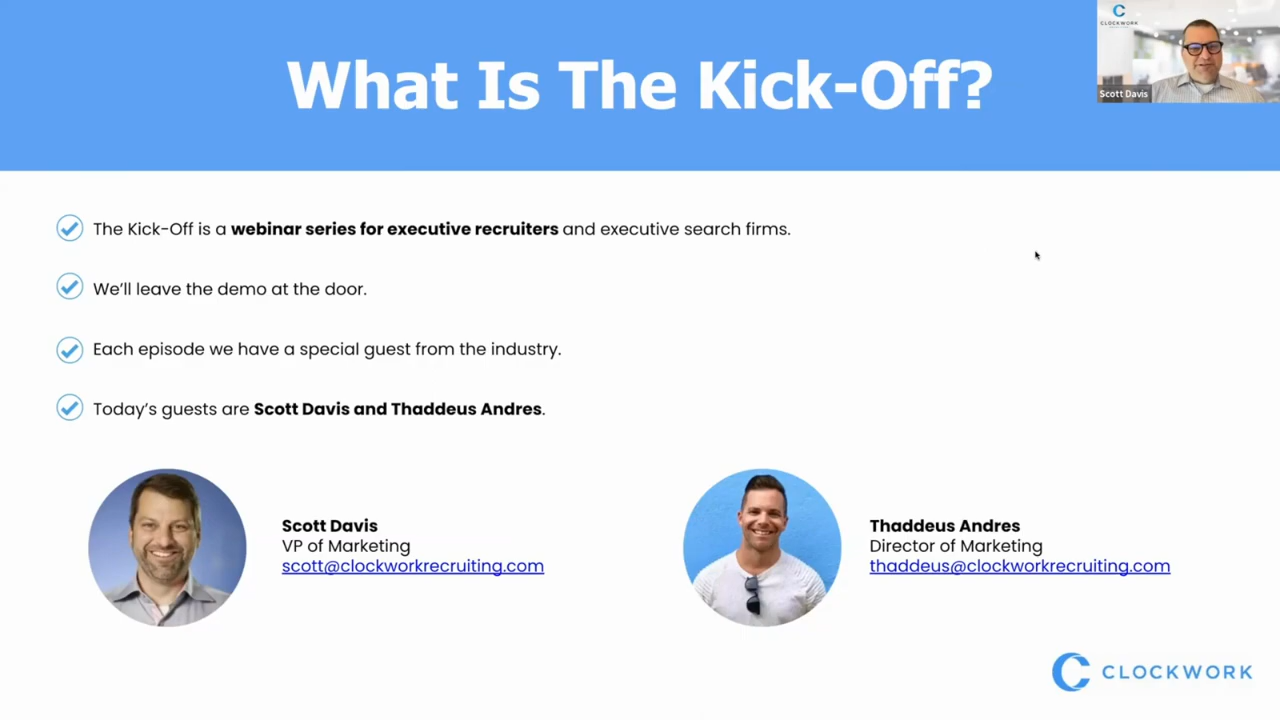 What Is The Kick-Off?
CLOCKWORK
Scott Davis
The Kick-Off is a webinar series for executive recruiters and executive search firms.
We’ll leave the demo at the door.
Each episode we have a special guest from the industry.
Today’s guests are Scott Davis and Thaddeus Andres.
Scott Davis
VP of Marketing
scott@clockworkrecruiting.com
Thaddeus Andres
Director of Marketing
thaddeus@clockworkrecruiting.com
CLOCKWORK